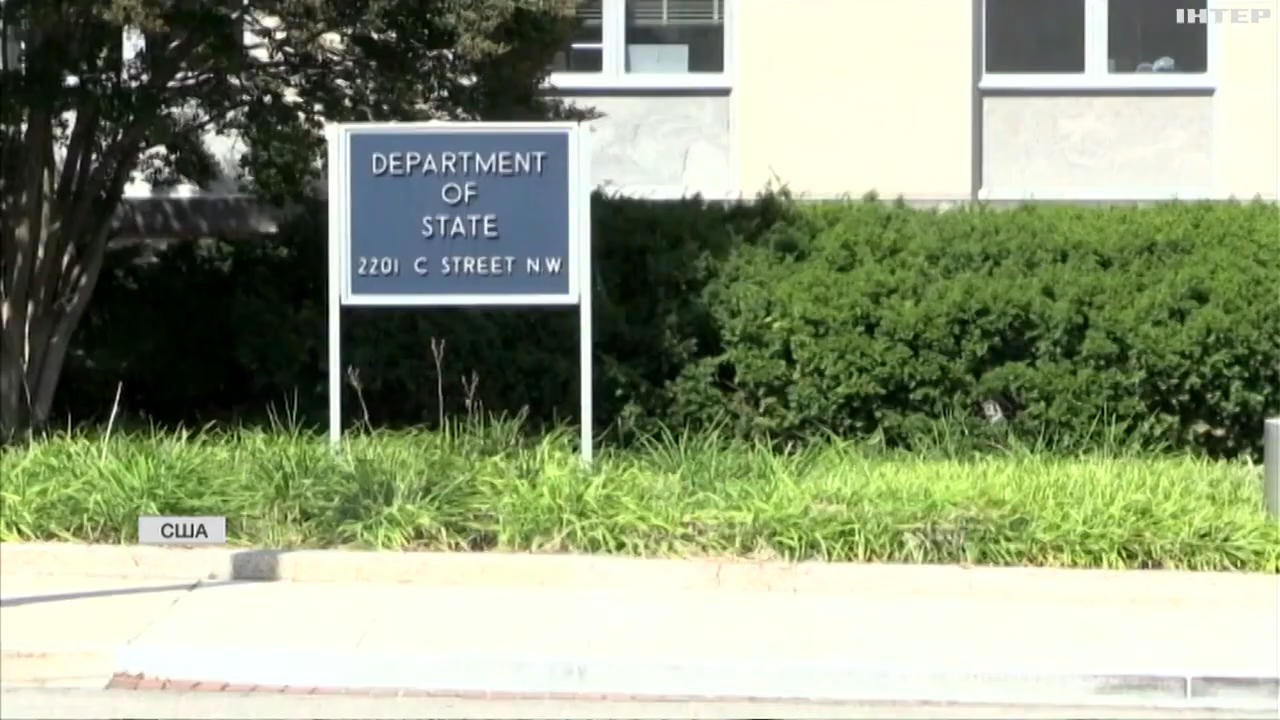 ІНТЕР
DEPARTMENT
OF
STATE
2201 C STREET N.W
США